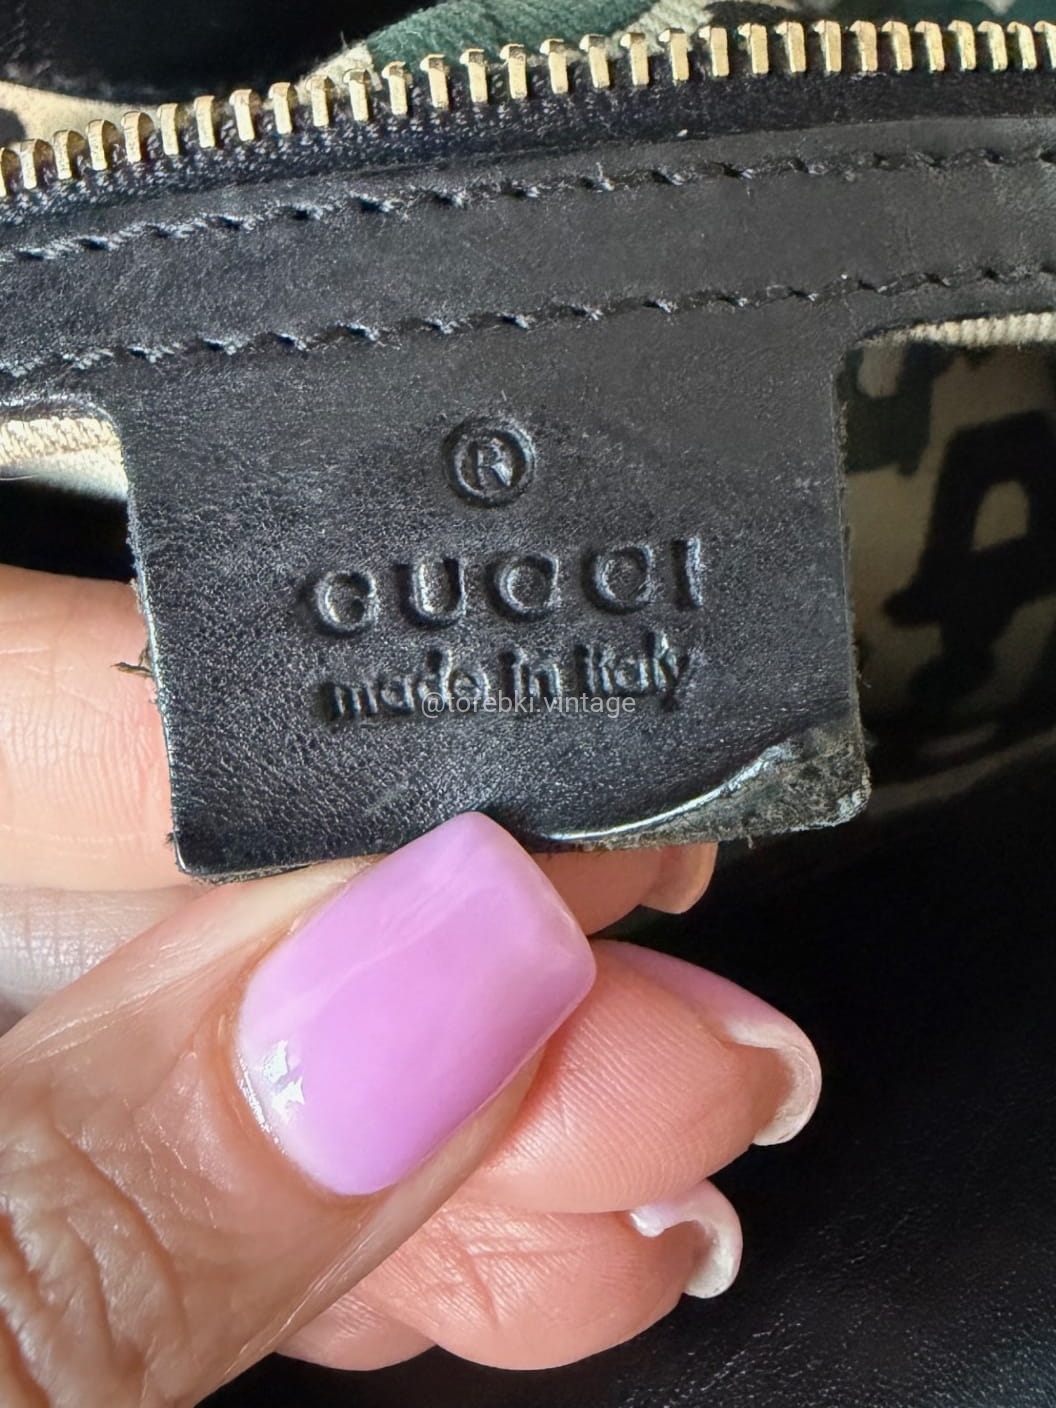 ®
GUCCI
made in italy
@torebki.vintage